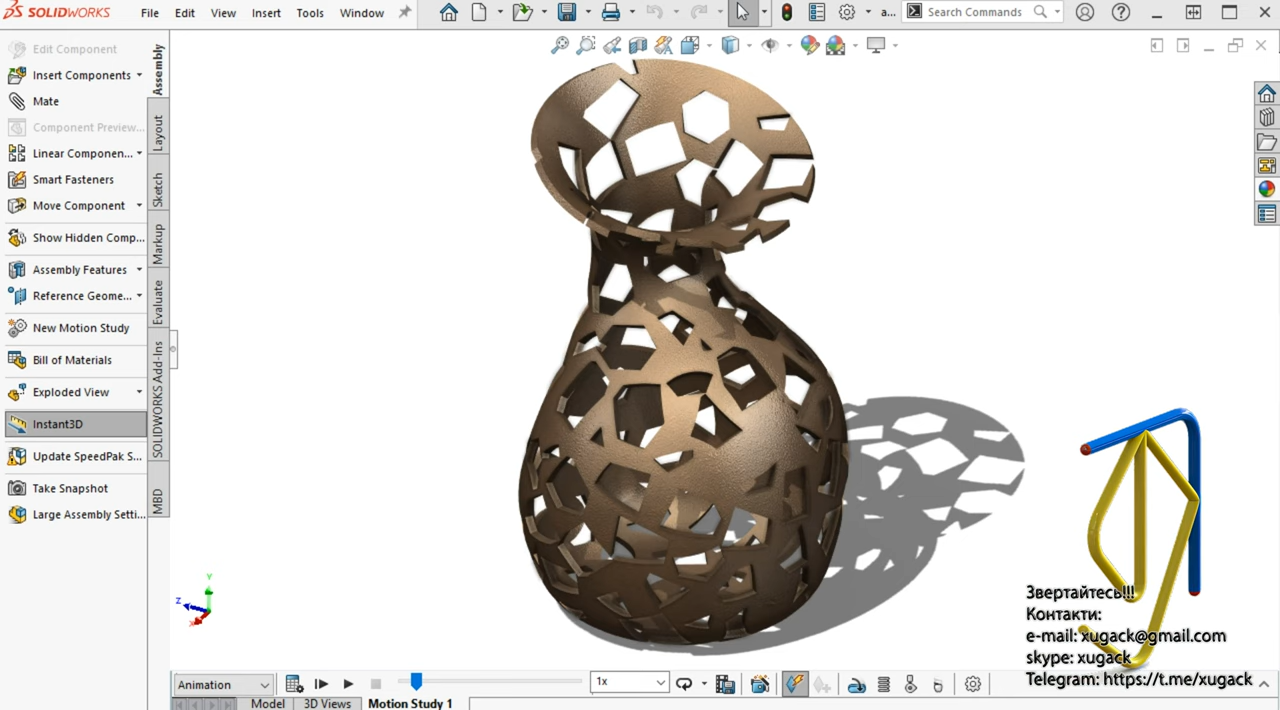 SOLIDWORKS
File Edit View Insert Tools Window
a...
Search Commands
Edit Component
Insert Components
Mate
Component Preview...
Linear Componen...
Smart Fasteners
Move Component
Show Hidden Comp...
Assembly Features
Reference Geome...
New Motion Study
Bill of Materials
Exploded View
Instant3D
Update SpeedPak S...
Take Snapshot
Large Assembly Setti...
Assembly
Layout
Sketch
Markup
Evaluate
SOLIDWORKS Add-Ins
MBD
Y
Z
X
Звертайтесь!!!
Контакти:
e-mail: xugack@gmail.com
skype: xugack
Telegram: https://t.me/xugack
Animation
1x
Model 3D Views Motion Study 1